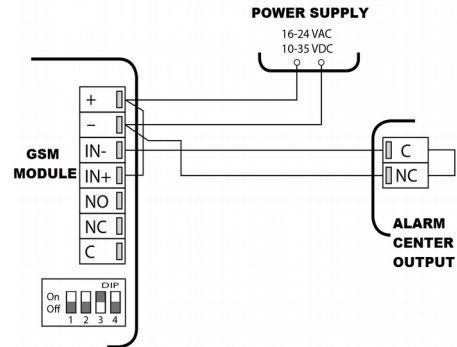 POWER SUPPLY
16-24 VAC
10-35 VDC
+
–
IN-
IN+
NO
NC
C
GSM
MODULE
C
NC
ALARM
CENTER
OUTPUT
DIP
On
Off
1 2 3 4